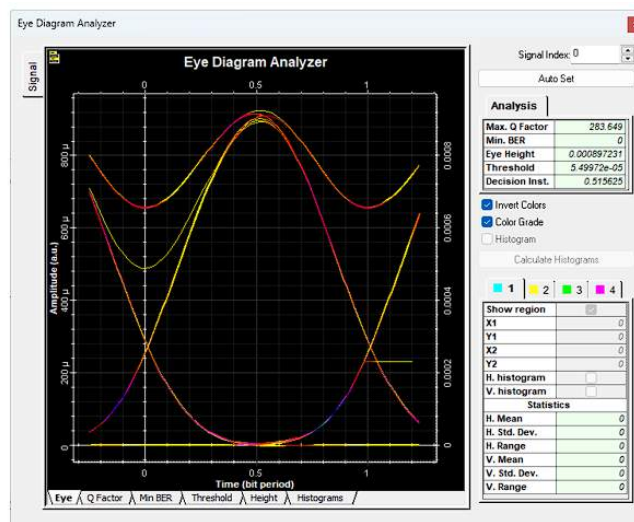 Eye Diagram Analyzer
Signal Index: 0
Auto Set
Signal
Eye Diagram Analyzer
0 0.5 1
Amplitude (a.u.)
800 µ
600 µ
400 µ
200 µ
0
0.0008
0.0006
0.0004
0.0002
0
0 0.5 1
Time (bit period)
Eye Q Factor Min BER Threshold Height Histograms
Analysis
Max. Q Factor 283.649
Min. BER 0
Eye Height 0.000897231
Threshold 5.49972e-05
Decision Inst. 0.515625
Invert Colors
Color Grade
Histogram
Calculate Histograms
1 2 3 4
Show region
X1 0
Y1 0
X2 0
Y2 0
H. histogram
V. histogram
Statistics
H. Mean 0
H. Std. Dev. 0
H. Range 0
V. Mean 0
V. Std. Dev. 0
V. Range 0